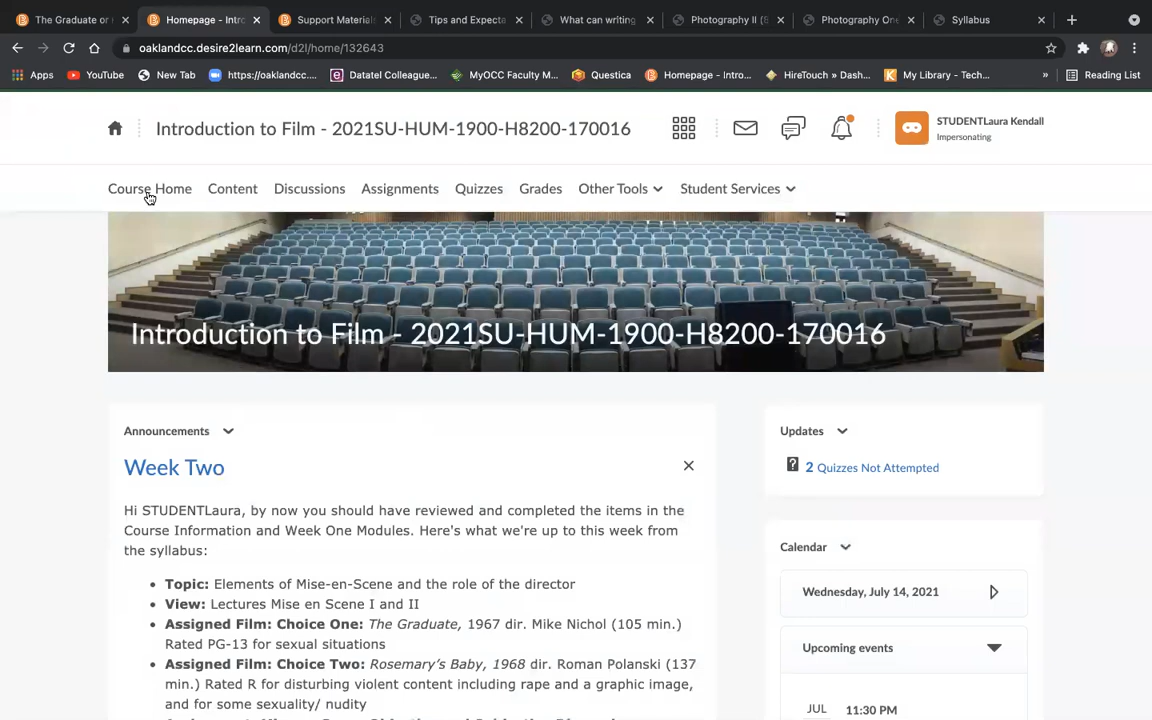 The Graduate or
Homepage - Intro
Support Materials
Tips and Expecta
What can writing
Photography II (S
Photography One
Syllabus
oaklandcc.desire2learn.com/d2l/home/132643
Apps
YouTube
New Tab
https://oaklandcc....
Datatel Colleague...
MyOCC Faculty M...
Questica
Homepage - Intro...
HireTouch » Dash...
My Library - Tech...
»
Reading List
Introduction to Film - 2021SU-HUM-1900-H8200-170016
STUDENTLaura Kendall
Impersonating
Course Home
Content
Discussions
Assignments
Quizzes
Grades
Other Tools
Student Services
Introduction to Film - 2021SU-HUM-1900-H8200-170016
Announcements
Week Two
Hi STUDENTLaura, by now you should have reviewed and completed the items in the
Course Information and Week One Modules. Here's what we're up to this week from
the syllabus:
• Topic: Elements of Mise-en-Scene and the role of the director
• View: Lectures Mise en Scene I and II
• Assigned Film: Choice One: The Graduate, 1967 dir. Mike Nichol (105 min.)
Rated PG-13 for sexual situations
• Assigned Film: Choice Two: Rosemary's Baby, 1968 dir. Roman Polanski (137
min.) Rated R for disturbing violent content including rape and a graphic image,
and for some sexuality/ nudity
Updates
2 Quizzes Not Attempted
Calendar
Wednesday, July 14, 2021
Upcoming events
JUL
11:30 PM